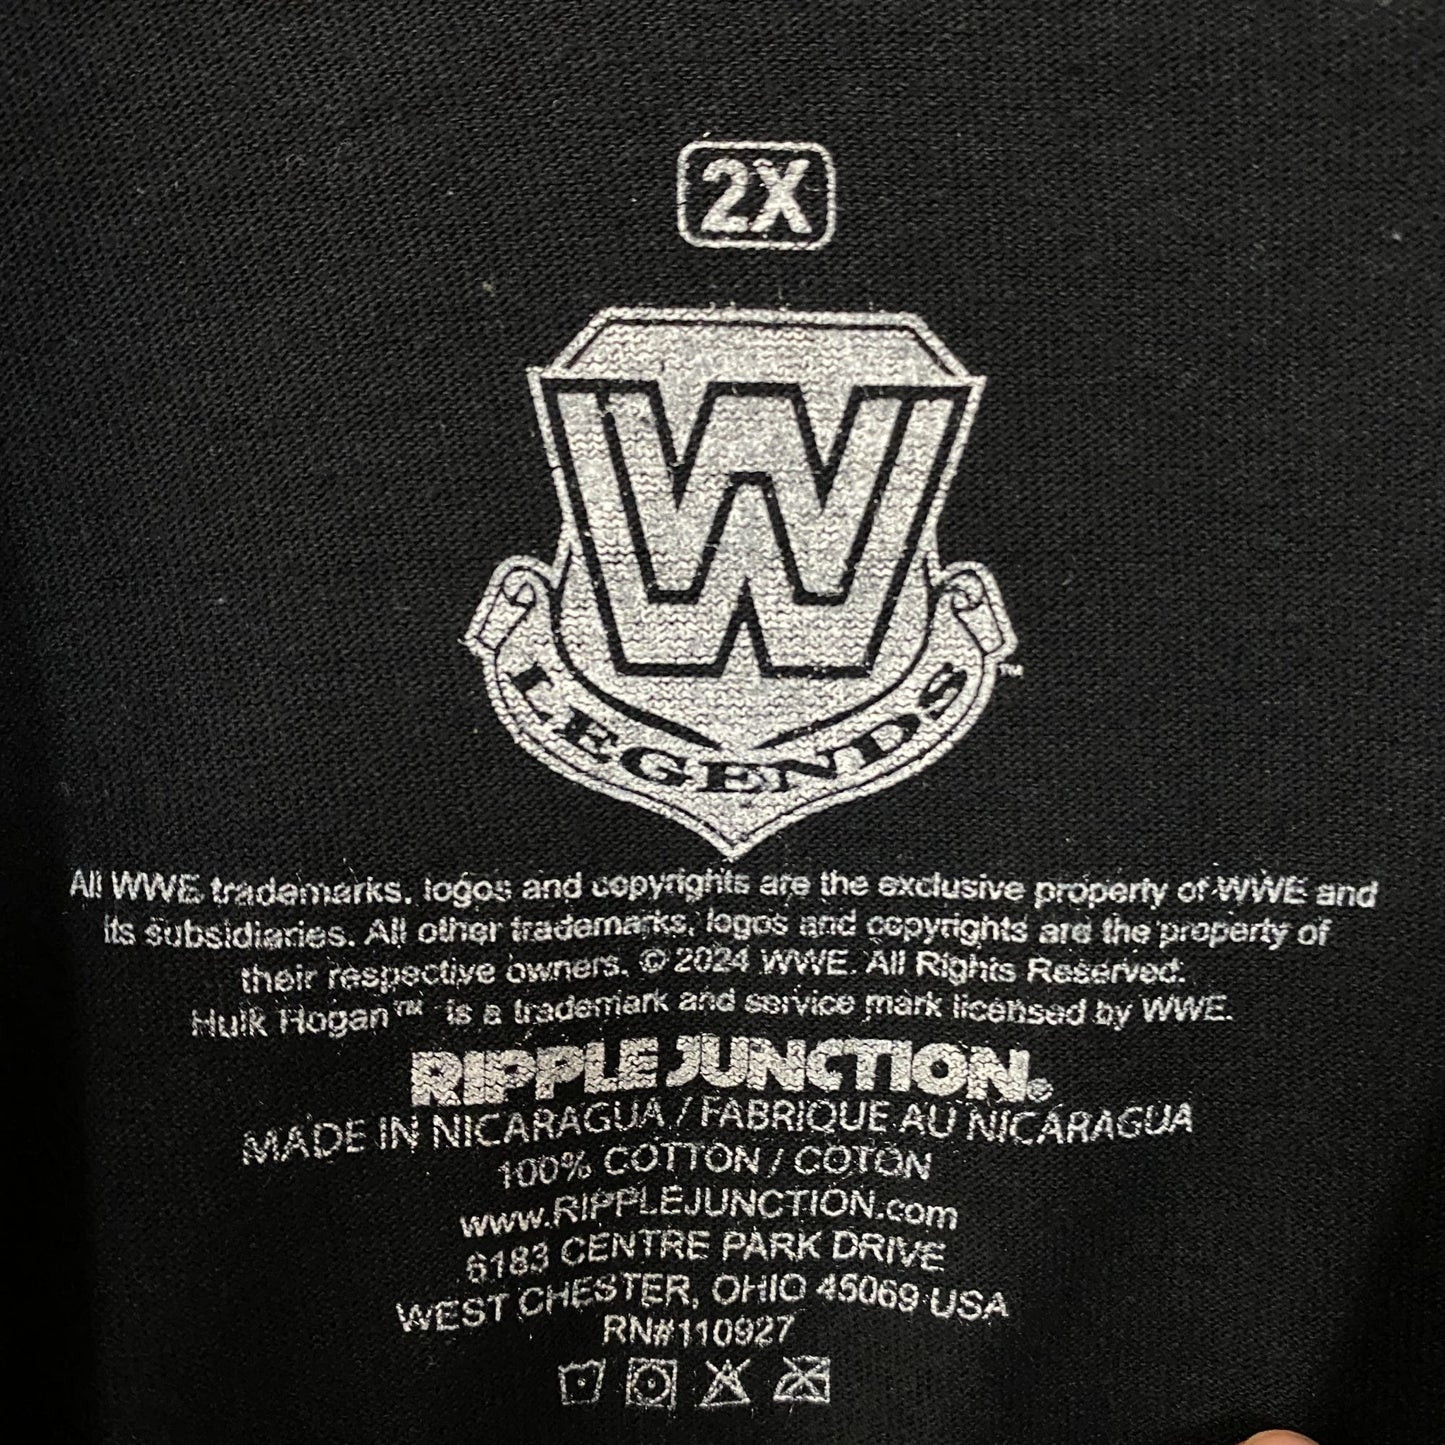 2X
W
LEGENDS™
All WWE trademarks, logos and copyrights are the exclusive property of WWE and
its subsidiaries. All other trademarks, logos and copyrights are the property of
their respective owners. © 2024 WWE. All Rights Reserved.
Hulk Hogan™ is a trademark and service mark licensed by WWE.
RIPPLE JUNCTION®
MADE IN NICARAGUA / FABRIQUE AU NICARAGUA
100% COTTON / COTON
www.RIPPLEJUNCTION.com
6183 CENTRE PARK DRIVE
WEST CHESTER, OHIO 45069 USA
RN#110927